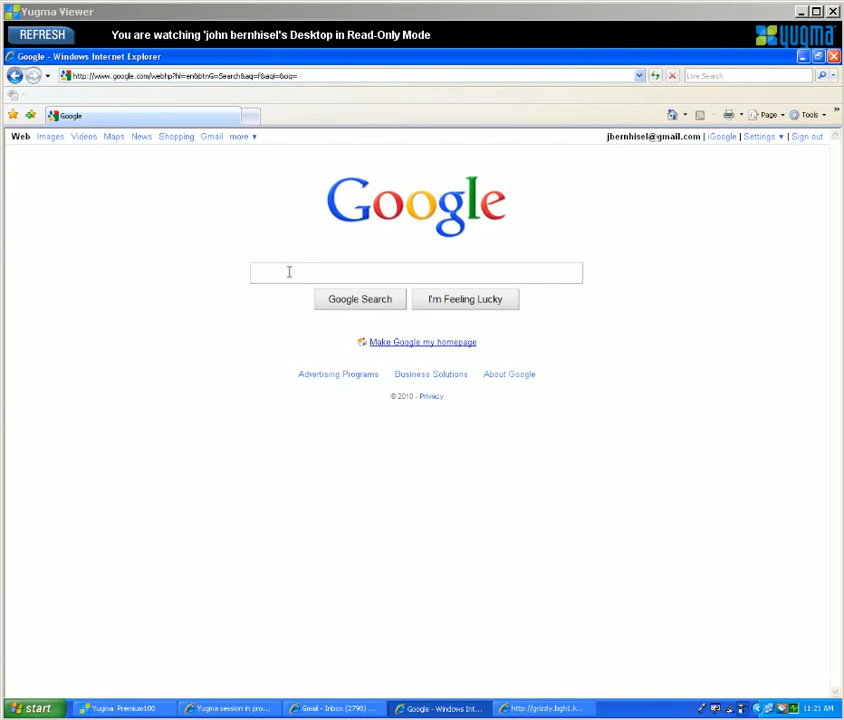 Yugma Viewer
REFRESH You are watching 'john bernhisel's Desktop in Read-Only Mode yugma
Google - Windows Internet Explorer
http://www.google.com/webhp?hl=en&btnG=Search&aq=f&aqi=&oq= Live Search
Google Page Tools
Web Images Videos Maps News Shopping Gmail more ▼ jbernhisel@gmail.com | iGoogle | Settings ▼ | Sign out
Google
Google Search I'm Feeling Lucky
Make Google my homepage
Advertising Programs Business Solutions About Google
© 2010 - Privacy
start Yugma Premium100 Yugma session in pro... Gmail - Inbox (2798) ... Google - Windows Int... http://grizzly.bgh1.k... 11:21 AM